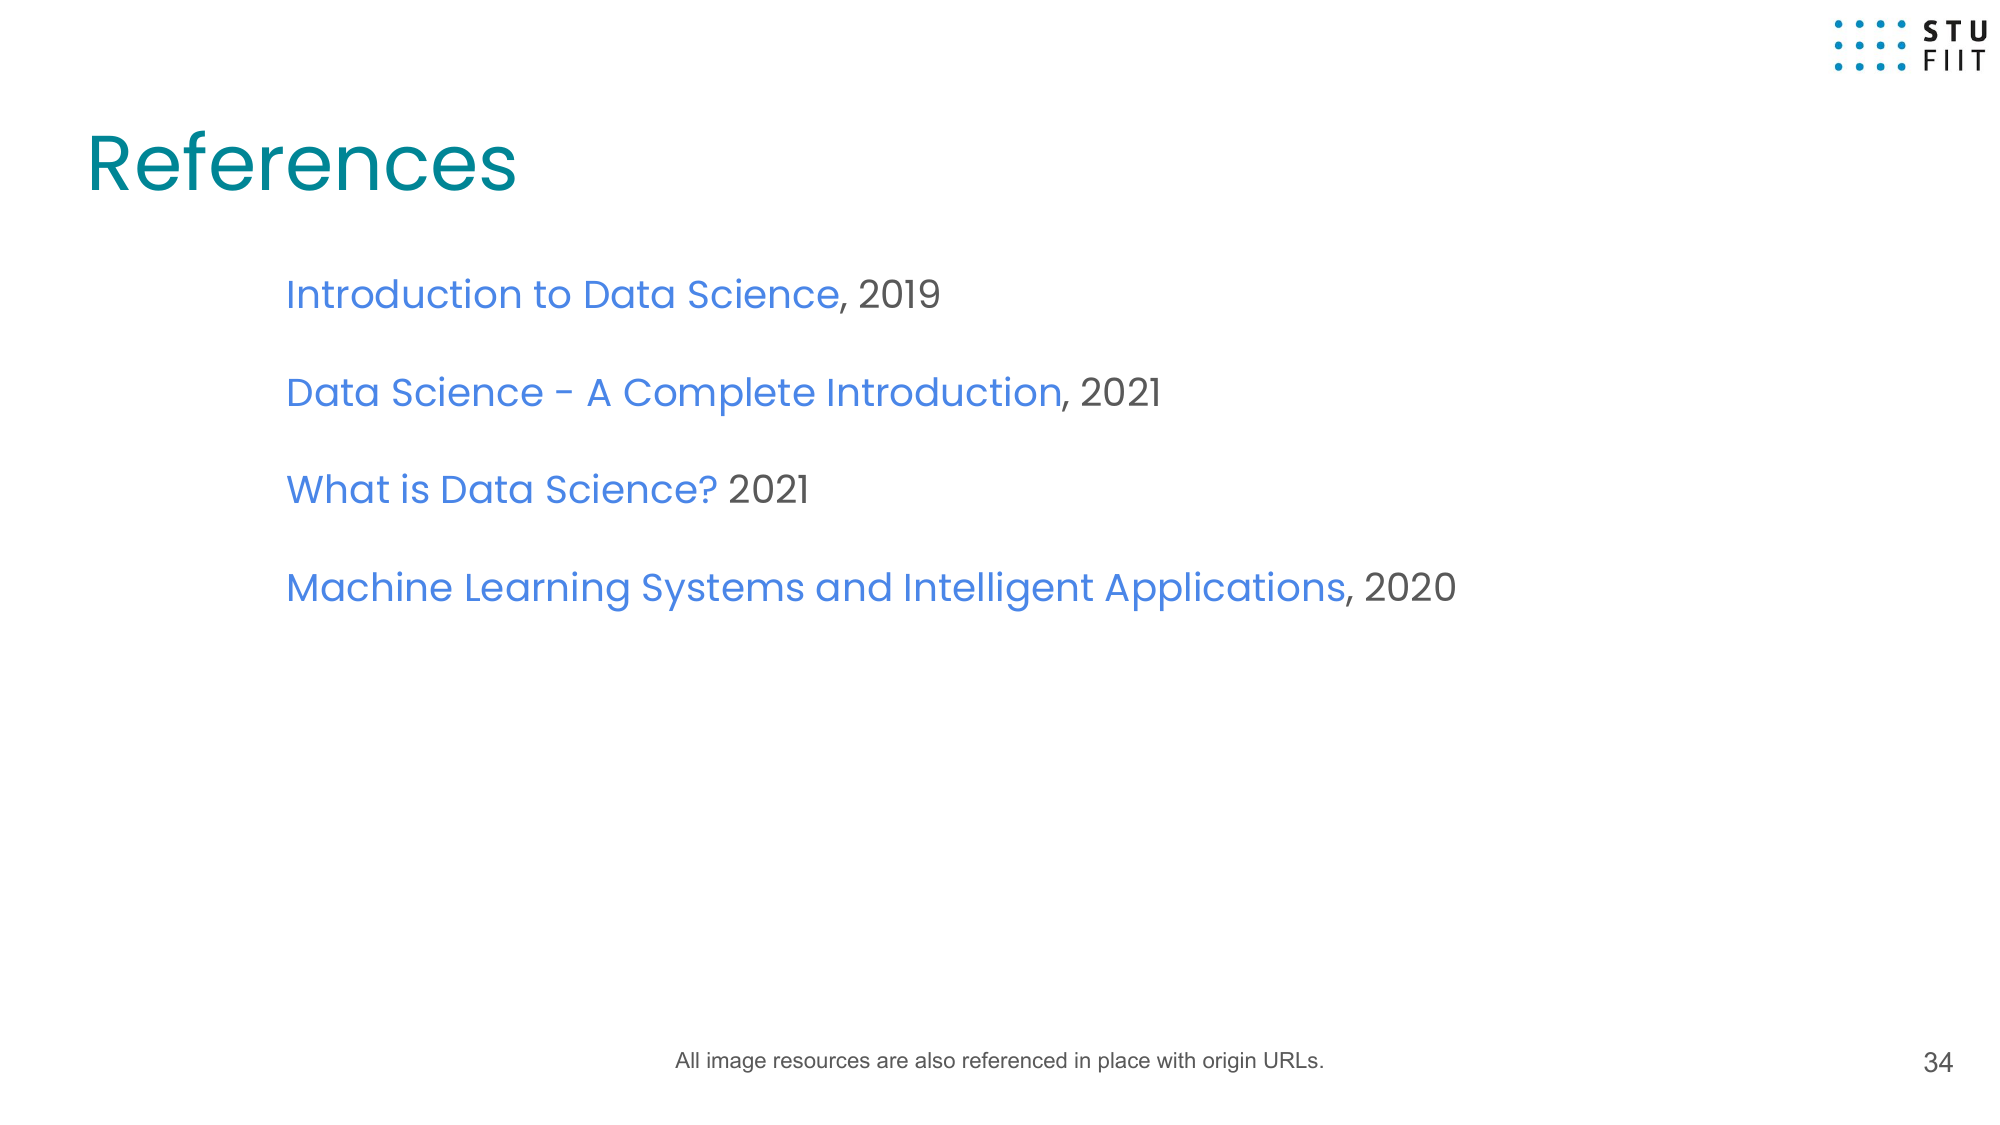 STU
FIIT
References
Introduction to Data Science, 2019
Data Science - A Complete Introduction, 2021
What is Data Science? 2021
Machine Learning Systems and Intelligent Applications, 2020
All image resources are also referenced in place with origin URLs.
34